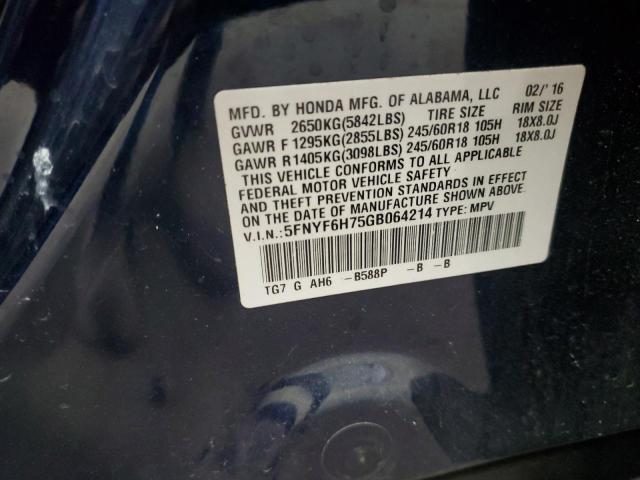 MFD. BY HONDA MFG. OF ALABAMA, LLC 02/'16
GVWR 2650KG(5842LBS) TIRE SIZE RIM SIZE
GAWR F 1295KG(2855LBS) 245/60R18 105H 18X8.0J
GAWR R1405KG(3098LBS) 245/60R18 105H 18X8.0J
THIS VEHICLE CONFORMS TO ALL APPLICABLE
FEDERAL MOTOR VEHICLE SAFETY
AND THEFT PREVENTION STANDARDS IN EFFECT
ON THE DATE OF MANUFACTURE SHOWN ABOVE.
V.I.N.: 5FNYF6H75GB064214 TYPE: MPV
TG7 G AH6 -B588P -B -B